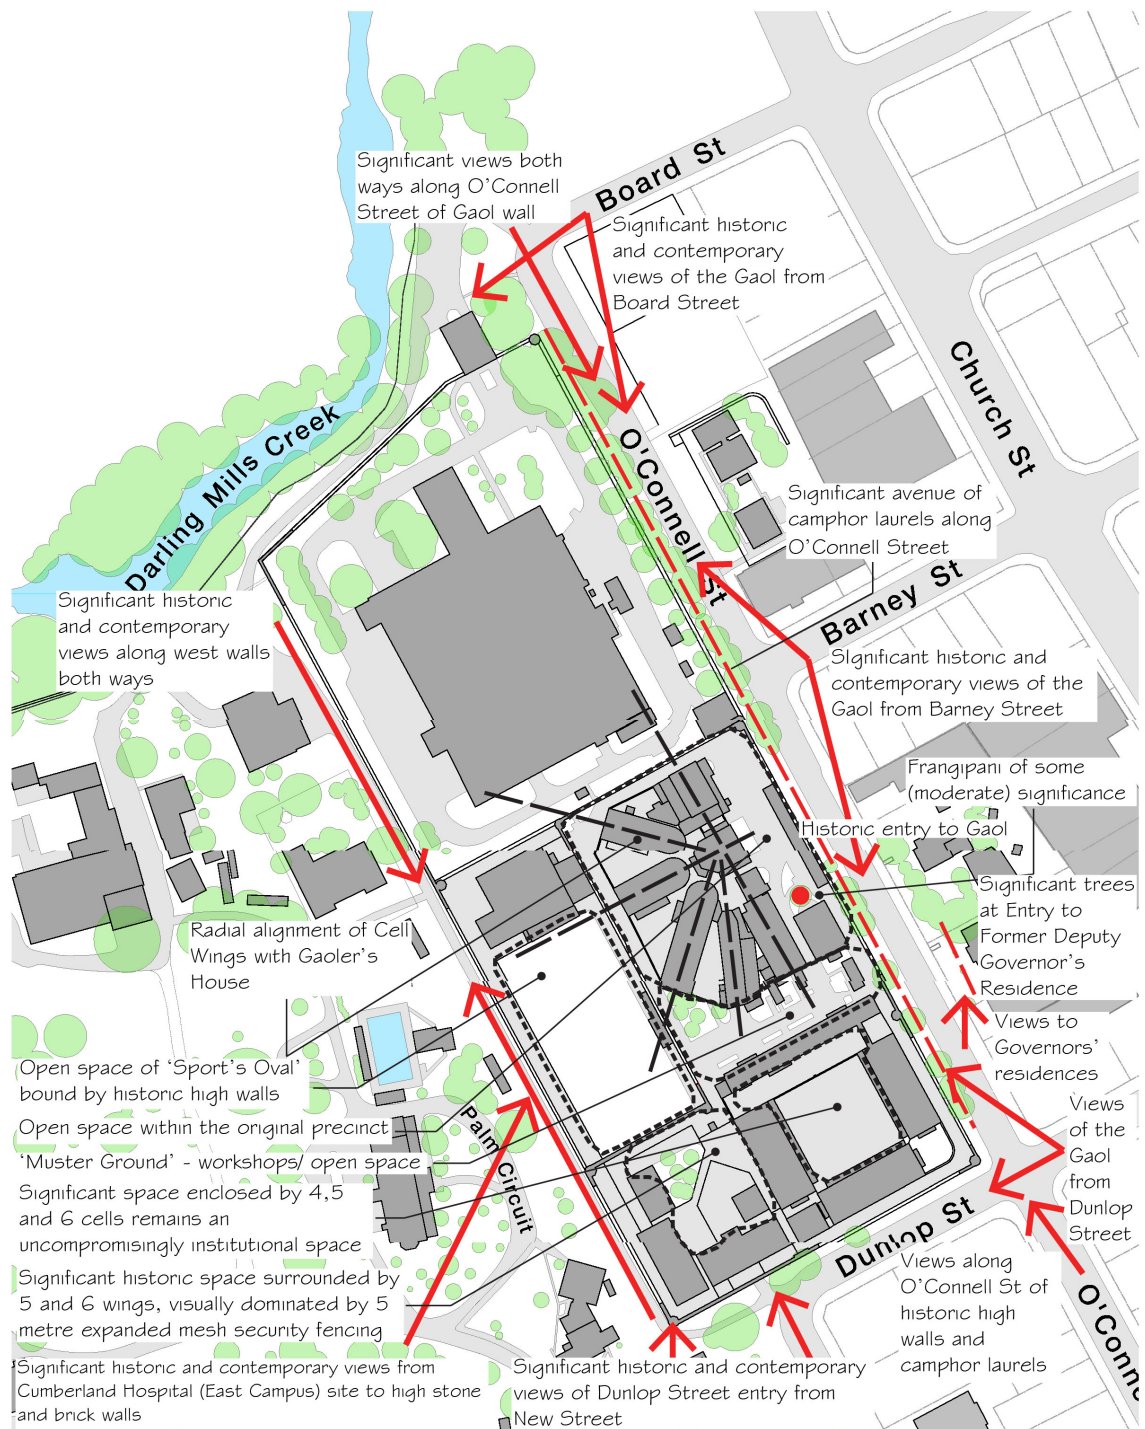 Significant views both
ways along O'Connell
Street of Gaol wall
Board St
Significant historic
and contemporary
views of the Gaol from
Board Street
Church St
Darling Mills Creek
O'Connell St
Significant avenue of
camphor laurels along
O'Connell Street
Barney St
Significant historic
and contemporary
views along west walls
both ways
SIgnificant historic and
contemporary views of the
Gaol from Barney Street
Frangipani of some
(moderate) significance
Historic entry to Gaol
Significant trees
at Entry to
Former Deputy
Governor's
Residence
Radial alignment of Cell
Wings with Gaoler's
House
Views to
Governors'
residences
Open space of 'Sport's Oval'
bound by historic high walls
Open space within the original precinct
'Muster Ground' - workshops/ open space
Palm Circuit
Views
of the
Gaol
from
Dunlop
Street
Significant space enclosed by 4,5
and 6 cells remains an
uncompromisingly institutional space
Dunlop St
Significant historic space surrounded by
5 and 6 wings, visually dominated by 5
metre expanded mesh security fencing
Views along
O'Connell St of
historic high
walls and
camphor laurels
O'Conne
Significant historic and contemporary views from
Cumberland Hospital (East Campus) site to high stone
and brick walls
Significant historic and contemporary
views of Dunlop Street entry from
New Street